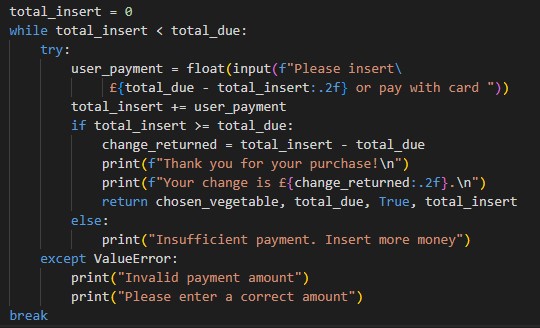 total_insert = 0
while total_insert < total_due:
    try:
        user_payment = float(input(f"Please insert\
            £{total_due - total_insert:.2f} or pay with card "))
        total_insert += user_payment
        if total_insert >= total_due:
            change_returned = total_insert - total_due
            print(f"Thank you for your purchase!\n")
            print(f"Your change is £{change_returned:.2f}.\n")
            return chosen_vegetable, total_due, True, total_insert
        else:
            print("Insufficient payment. Insert more money")
    except ValueError:
        print("Invalid payment amount")
        print("Please enter a correct amount")
break